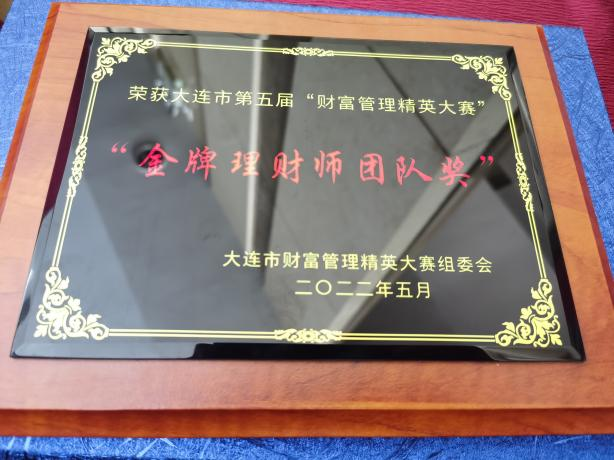 荣获大连市第五届“财富管理精英大赛”
“金牌理财师团队奖”
大连市财富管理精英大赛组委会
二〇二二年五月